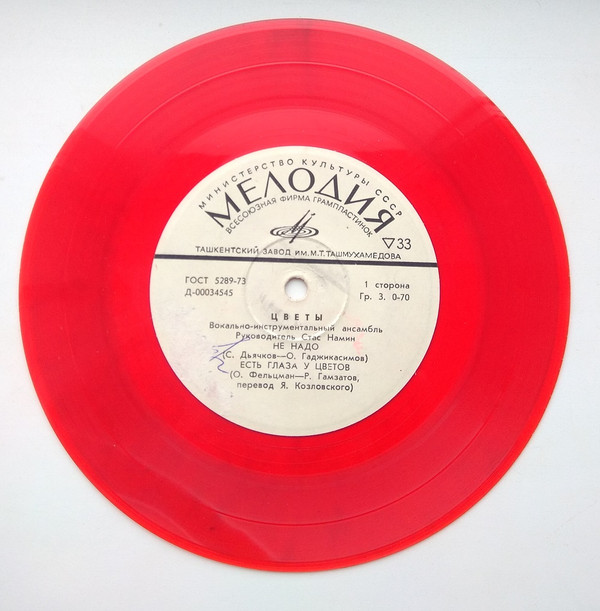 МИНИСТЕРСТВО КУЛЬТУРЫ СССР
МЕЛОДИЯ
ВСЕСОЮЗНАЯ ФИРМА ГРАМПЛАСТИНОК
▽33
ТАШКЕНТСКИЙ ЗАВОД ИМ. М.Т. ТАШМУХАМЕДОВА
ГОСТ 5289-73
Д-00034545
1 сторона
Гр. 3. 0-70
ЦВЕТЫ
Вокально-инструментальный ансамбль
Руководитель Стас Намин
НЕ НАДО
(С. Дьячков—О. Гаджикасимов)
ЕСТЬ ГЛАЗА У ЦВЕТОВ
(О. Фельцман—Р. Гамзатов,
перевод Я. Козловского)